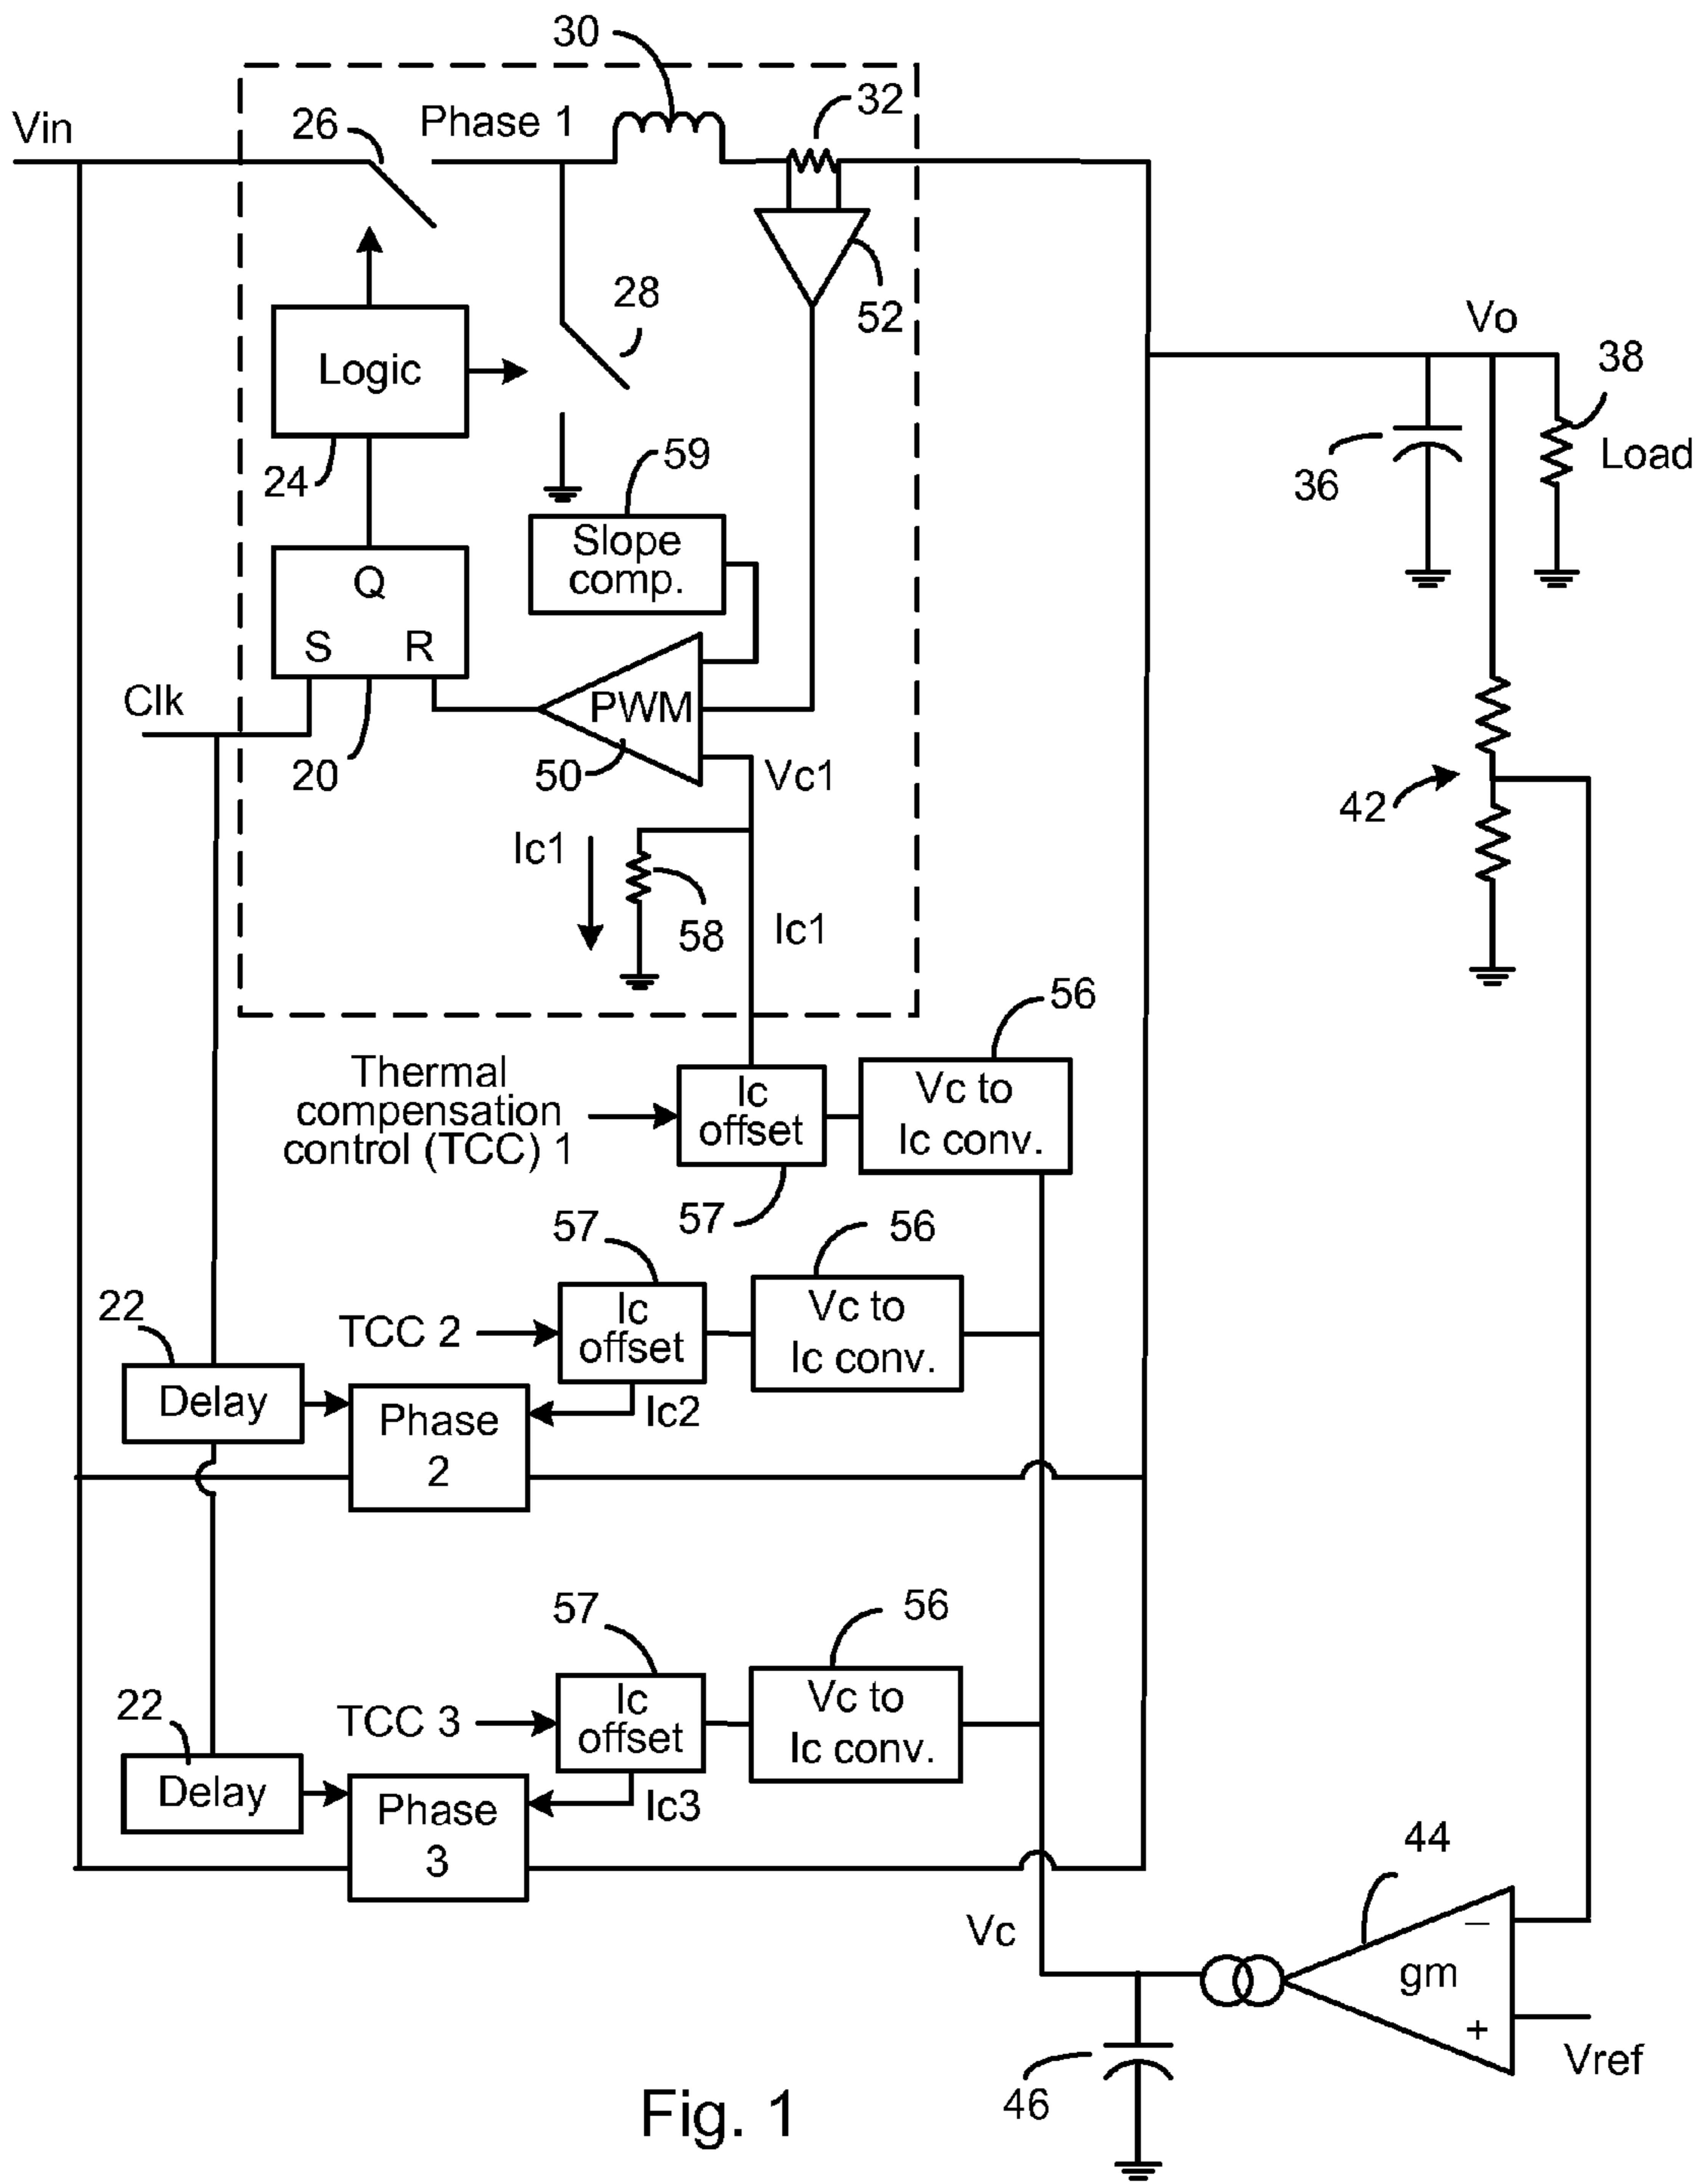 30
32
Vin
26
Phase 1
28
52
Vo
38
Logic
Load
24
59
36
Slope
comp.
Q
S R
Clk
PWM
20
50
Vc1
42
Ic1
58
Ic1
56
Thermal
compensation
control (TCC) 1
Ic
offset
Vc to
Ic conv.
57
57
56
22
TCC 2
Ic
offset
Vc to
Ic conv.
Delay
Phase
2
Ic2
57
56
22
TCC 3
Ic
offset
Vc to
Ic conv.
Delay
Phase
3
Ic3
44
Vc
–
gm
+
Vref
46
Fig. 1